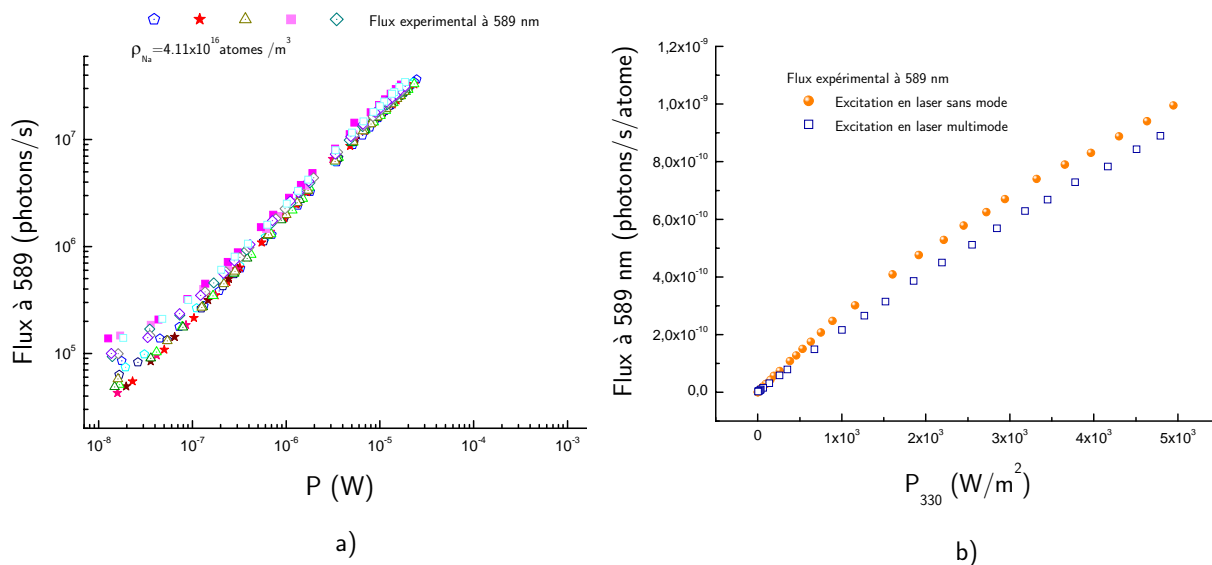 Flux experimental à 589 nm
ρNa=4.11x10^16 atomes /m^3
Flux à 589 (photons/s)
10^7
10^6
10^5
10^-8 10^-7 10^-6 10^-5 10^-4 10^-3
P (W)
a)
Flux à 589 nm (photons/s/atome)
1,2x10^-9
1,0x10^-9
8,0x10^-10
6,0x10^-10
4,0x10^-10
2,0x10^-10
0,0
Flux expérimental à 589 nm
Excitation en laser sans mode
Excitation en laser multimode
0 1x10^3 2x10^3 3x10^3 4x10^3 5x10^3
P_330 (W/m^2)
b)